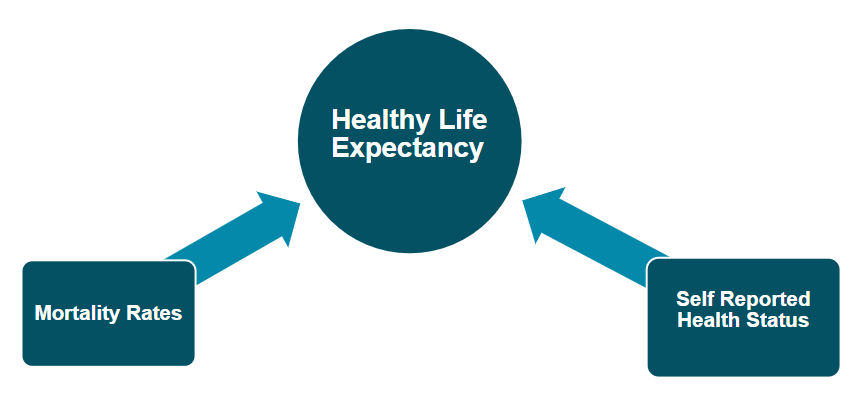 Healthy Life
Expectancy
Mortality Rates
Self Reported
Health Status